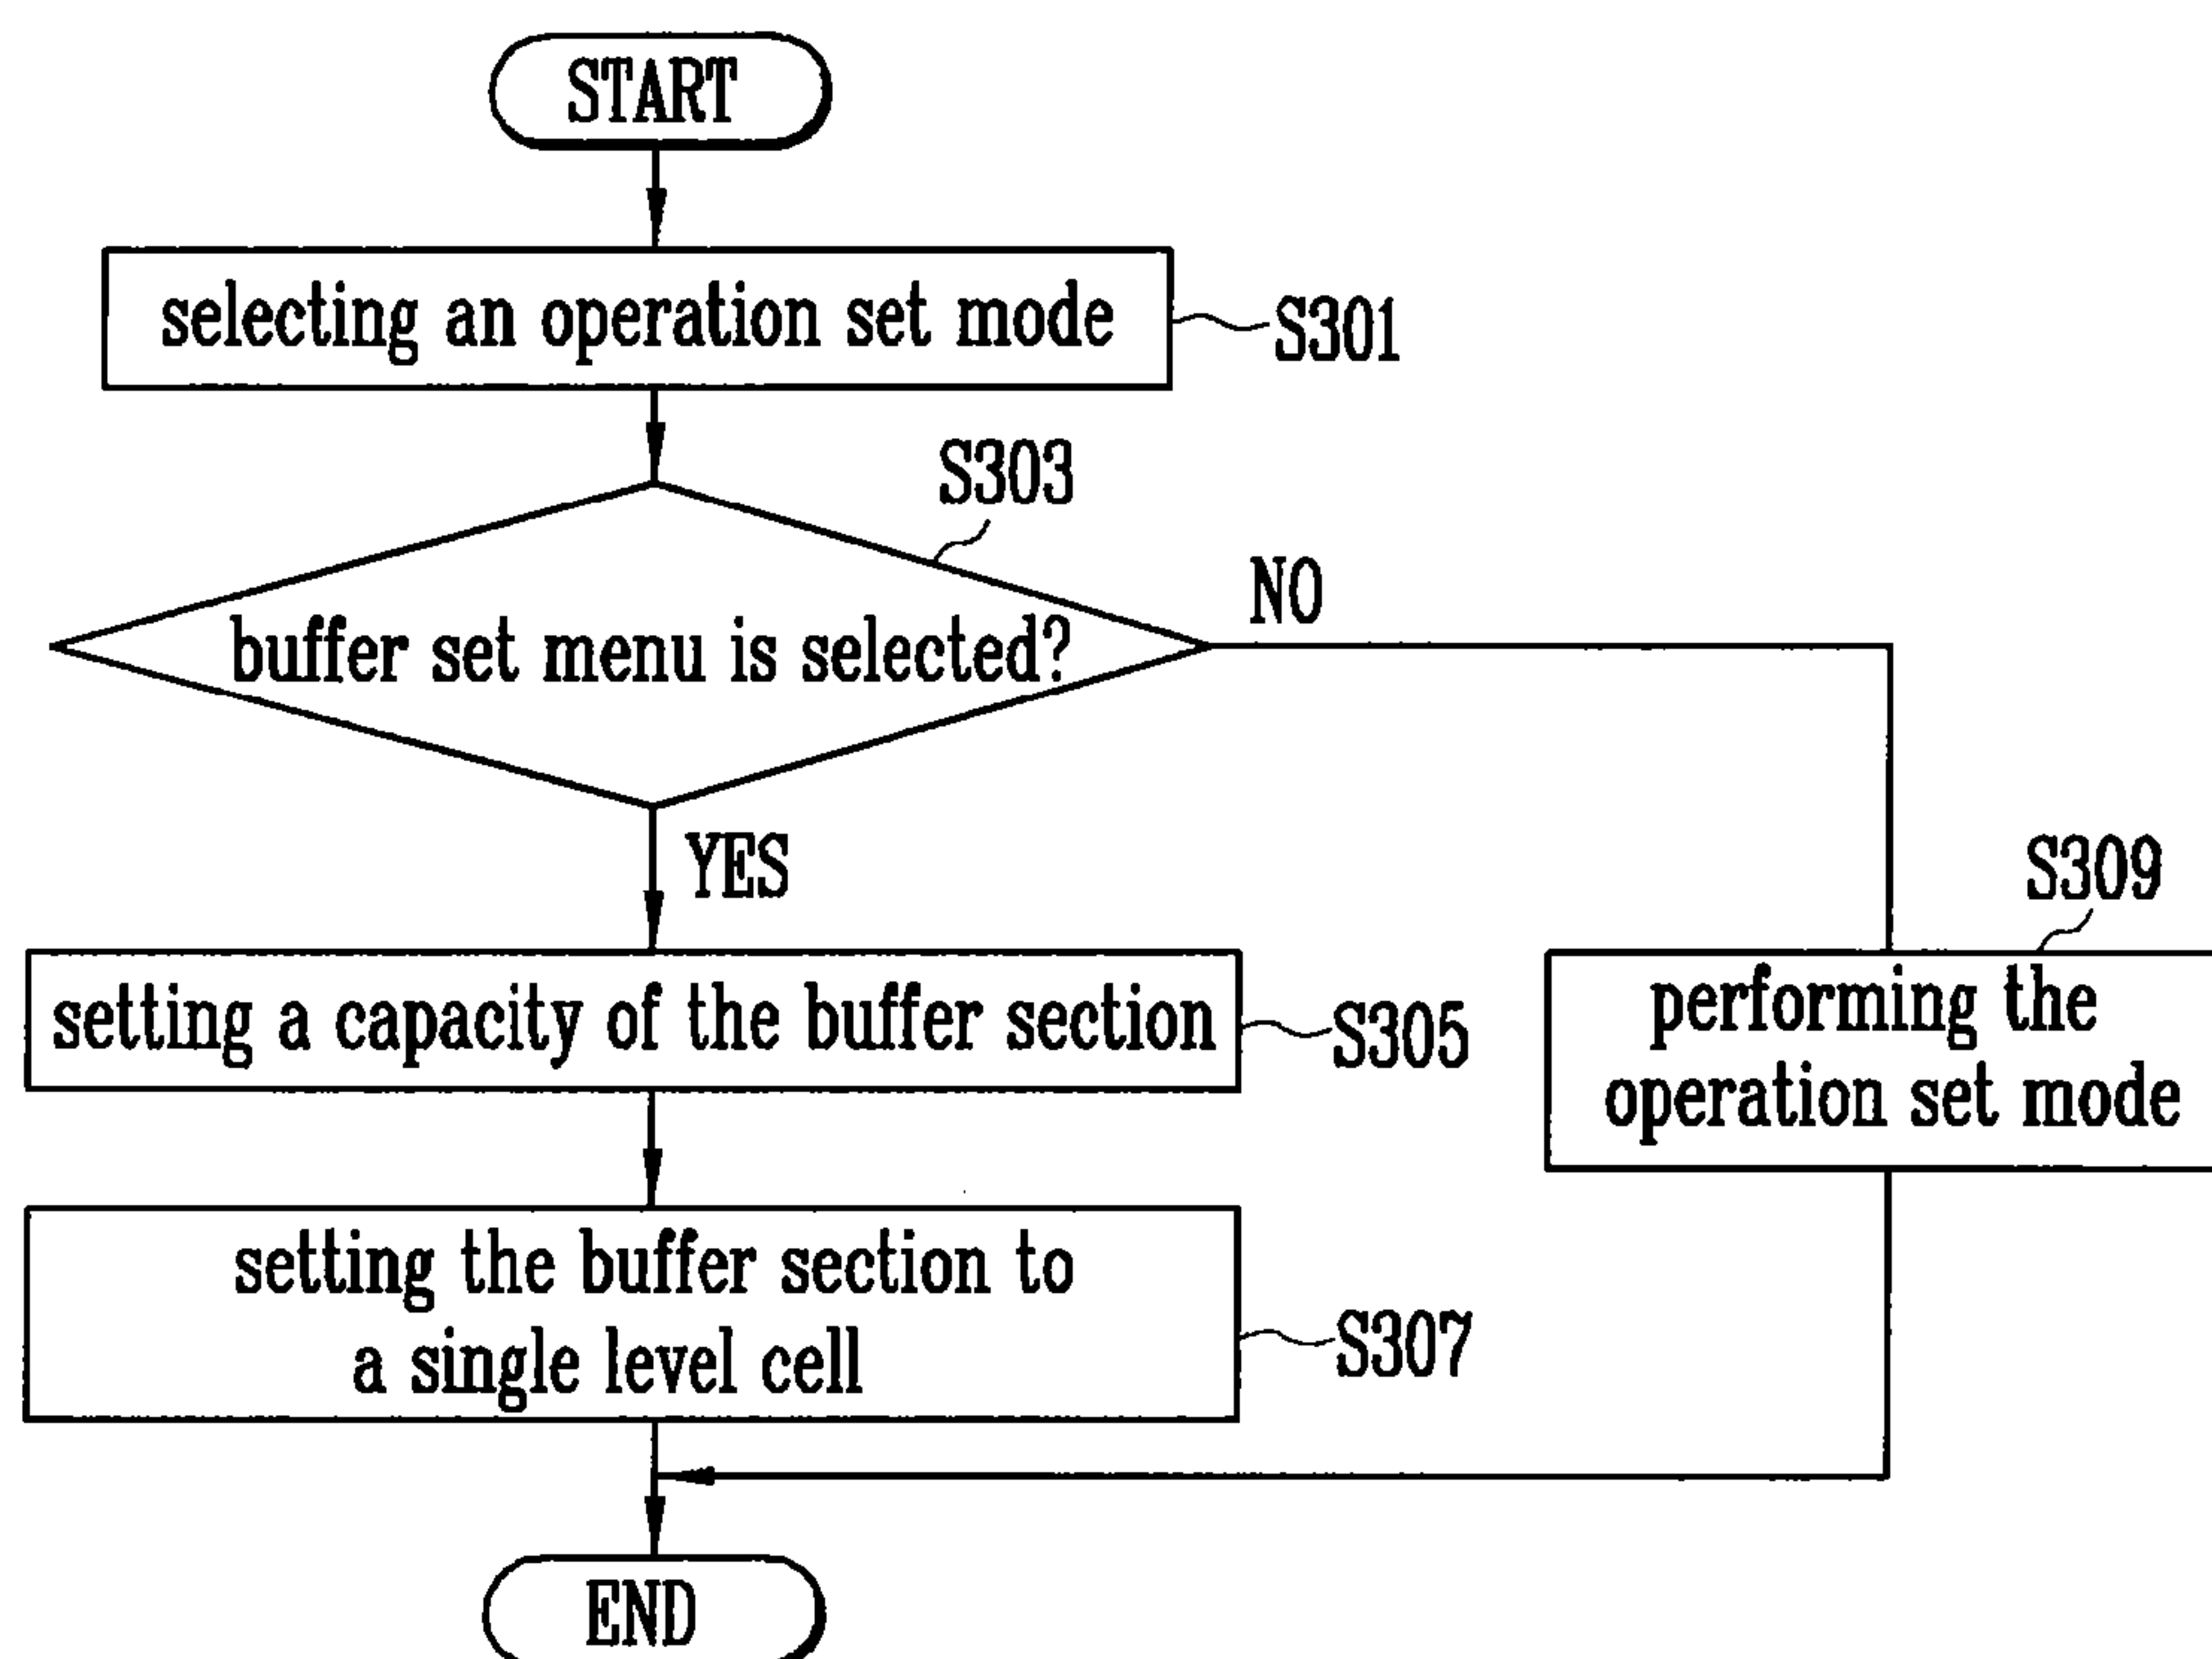 START
selecting an operation set mode
S301
S303
buffer set menu is selected?
NO
YES
S309
setting a capacity of the buffer section
S305
performing the
operation set mode
setting the buffer section to
a single level cell
S307
END